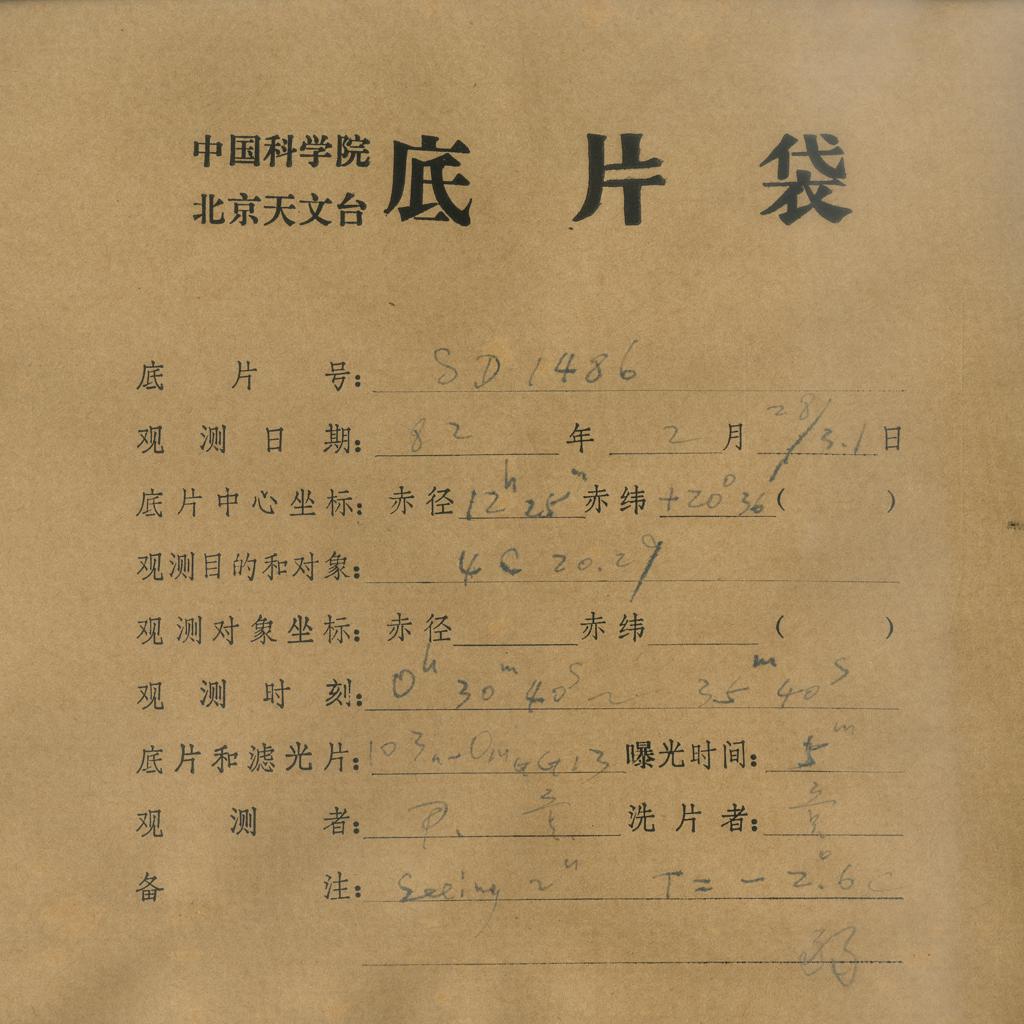 中国科学院
北京天文台
底片袋
底片号: SD 1486
观测日期: 82 年 2 月 28/3.1 日
底片中心坐标: 赤径 12h 25m 赤纬 +20° 36 ( )
观测目的和对象: 4C 20.29
观测对象坐标: 赤径 赤纬 ( )
观测时刻: 0h 30m 40s ~ 35m 40s
底片和滤光片: 103a-O GG13 曝光时间: 5m
观测者: 洗片者:
备注: Seeing 2" T = -2°.6 C